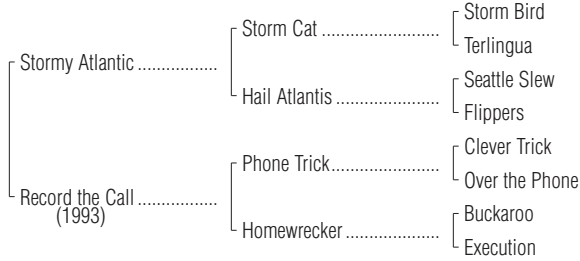 Storm Bird
Storm Cat ........................
Terlingua
Stormy Atlantic ................
Seattle Slew
Hail Atlantis .....................
Flippers
Clever Trick
Phone Trick......................
Over the Phone
Record the Call ................
(1993)
Buckaroo
Homewrecker ...................
Execution